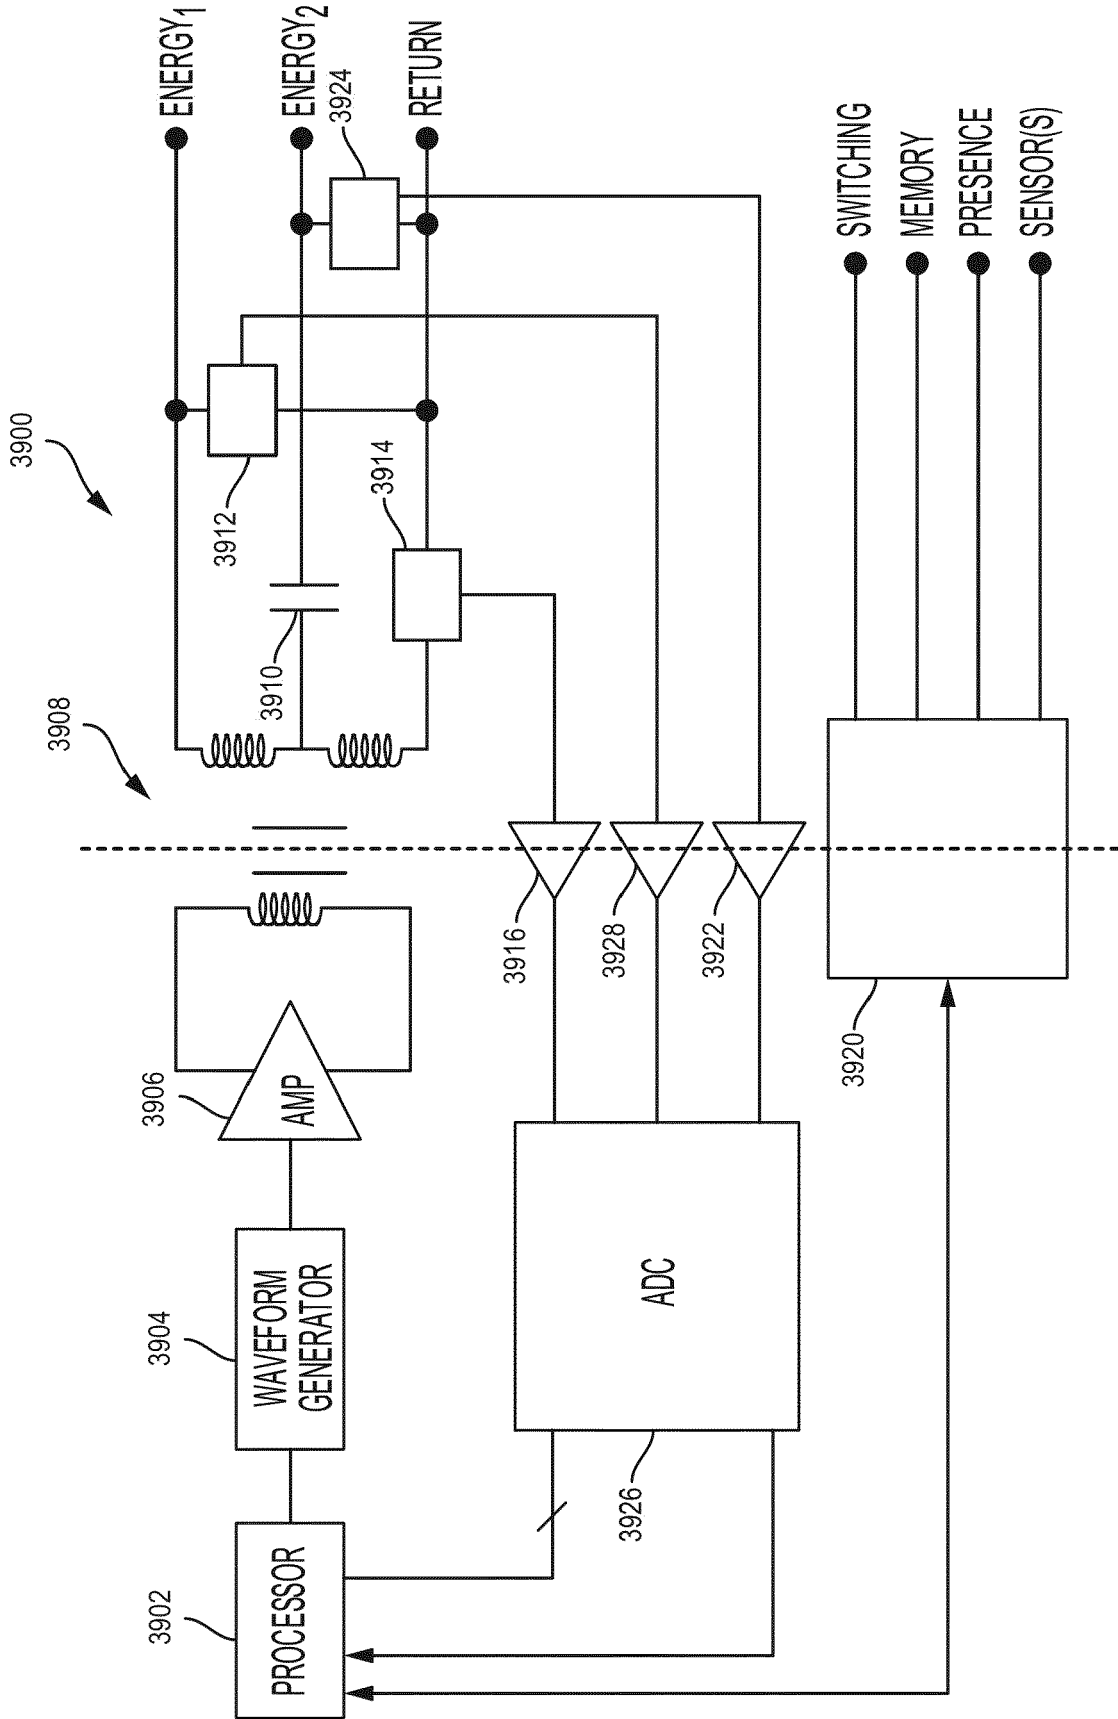 3900
3908
ENERGY1
ENERGY2
RETURN
3924
3912
3914
3910
3906
AMP
3904
WAVEFORM
GENERATOR
3902
PROCESSOR
3916
3928
3922
ADC
3926
3920
SWITCHING
MEMORY
PRESENCE
SENSOR(S)